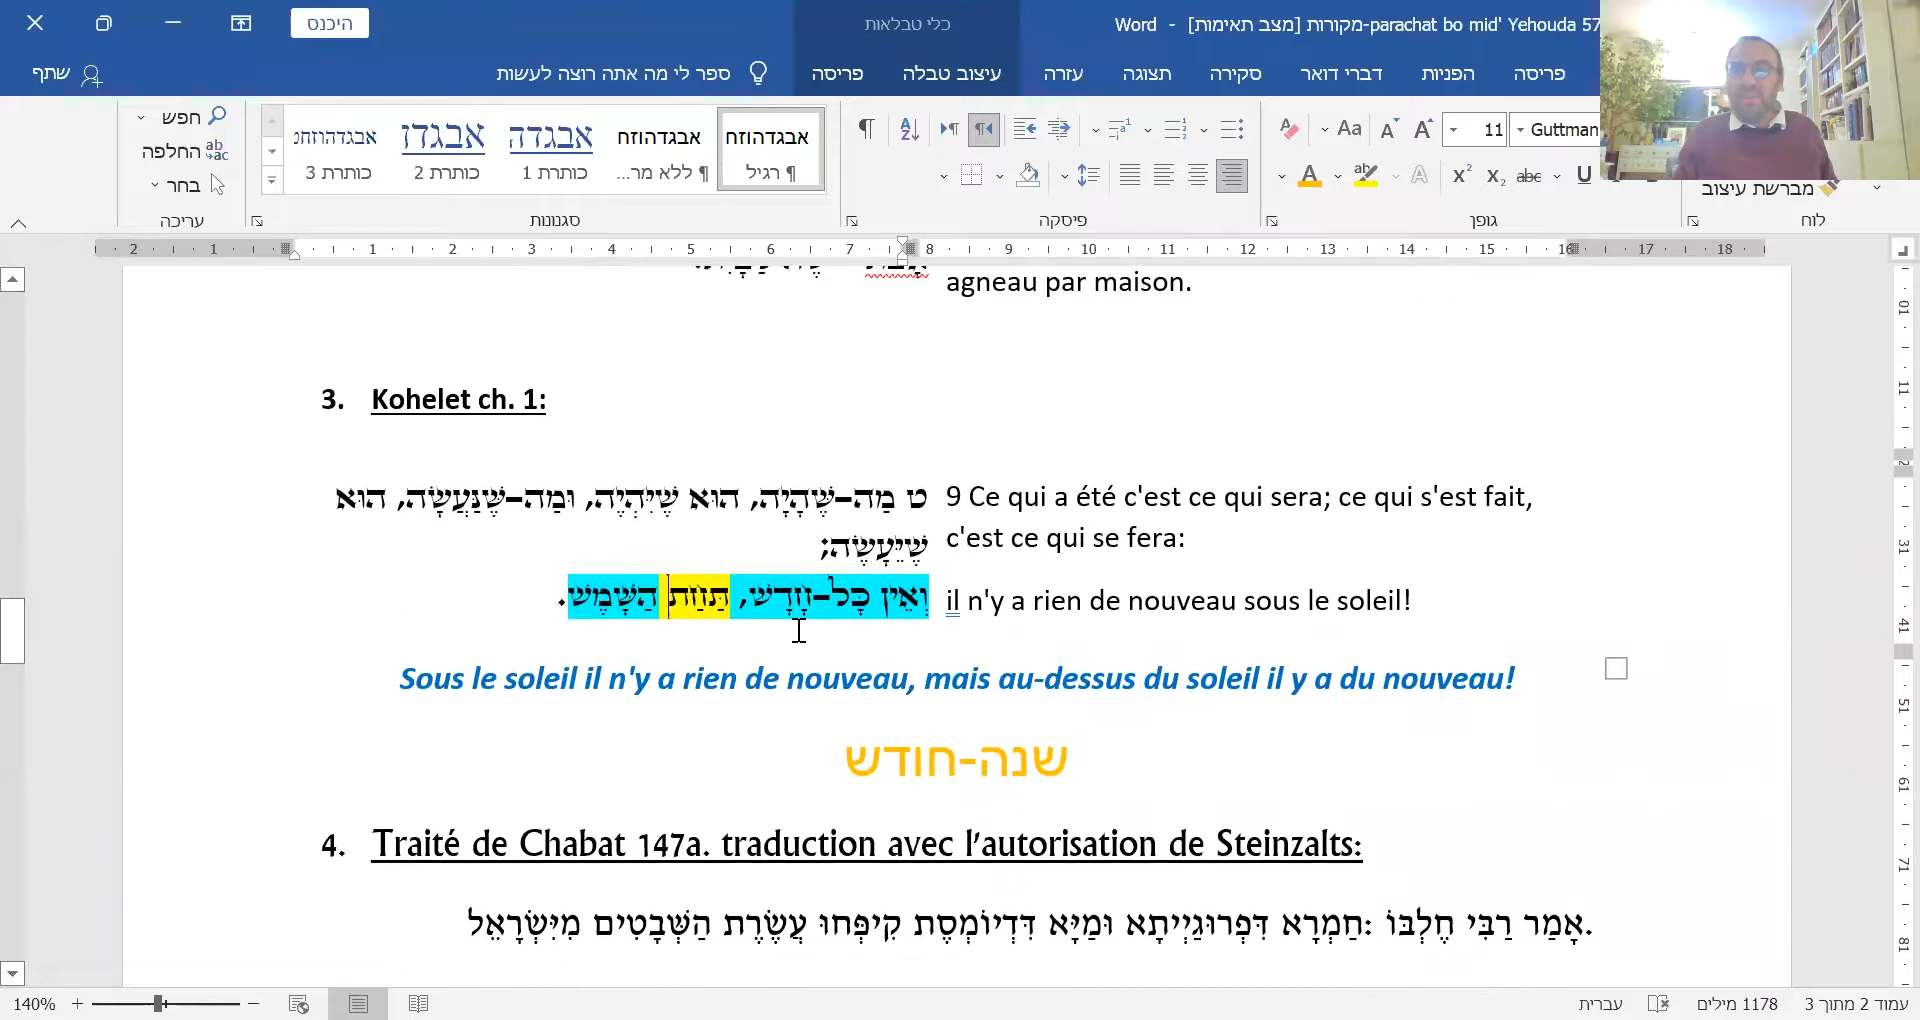 היכנס
כלי טבלאות
parachat bo mid' Yehouda 57-מקורות [מצב תאימות] - Word
שתף
ספר לי מה אתה רוצה לעשות
פריסה
עיצוב טבלה
עזרה
תצוגה
סקירה
דברי דואר
הפניות
פריסה
חפש
החלפה
בחר
עריכה
אבגדהוזחט
כותרת 3
אבגדו
כותרת 2
אבגדה
כותרת 1
אבגדהוזח
ללא מר...
אבגדהוזח
רגיל
סגנונות
פיסקה
11
Guttman
גופן
מברשת עיצוב
לוח
agneau par maison.
3. Kohelet ch. 1:
ט מַה-שֶּׁהָיָה, הוּא שֶׁיִּהְיֶה, וּמַה-שֶּׁנַּעֲשָׂה, הוּא
שֶׁיֵּעָשֶׂה;
וְאֵין כָּל-חָדָשׁ, תַּחַת הַשָּׁמֶשׁ.
9 Ce qui a été c'est ce qui sera; ce qui s'est fait,
c'est ce qui se fera:
il n'y a rien de nouveau sous le soleil!
Sous le soleil il n'y a rien de nouveau, mais au-dessus du soleil il y a du nouveau!
שנה-חודש
4. Traité de Chabat 147a. traduction avec l'autorisation de Steinzalts:
אָמַר רַבִּי חֶלְבּוֹ: חַמְרָא דִּפְרוּגַיְיתָא וּמַיָּא דִּדְיוֹמְסֵת קִיפְּחוּ עֲשֶׂרֶת הַשְּׁבָטִים מִיִּשְׂרָאֵל.
עמוד 2 מתוך 3
1178 מילים
עברית
140%